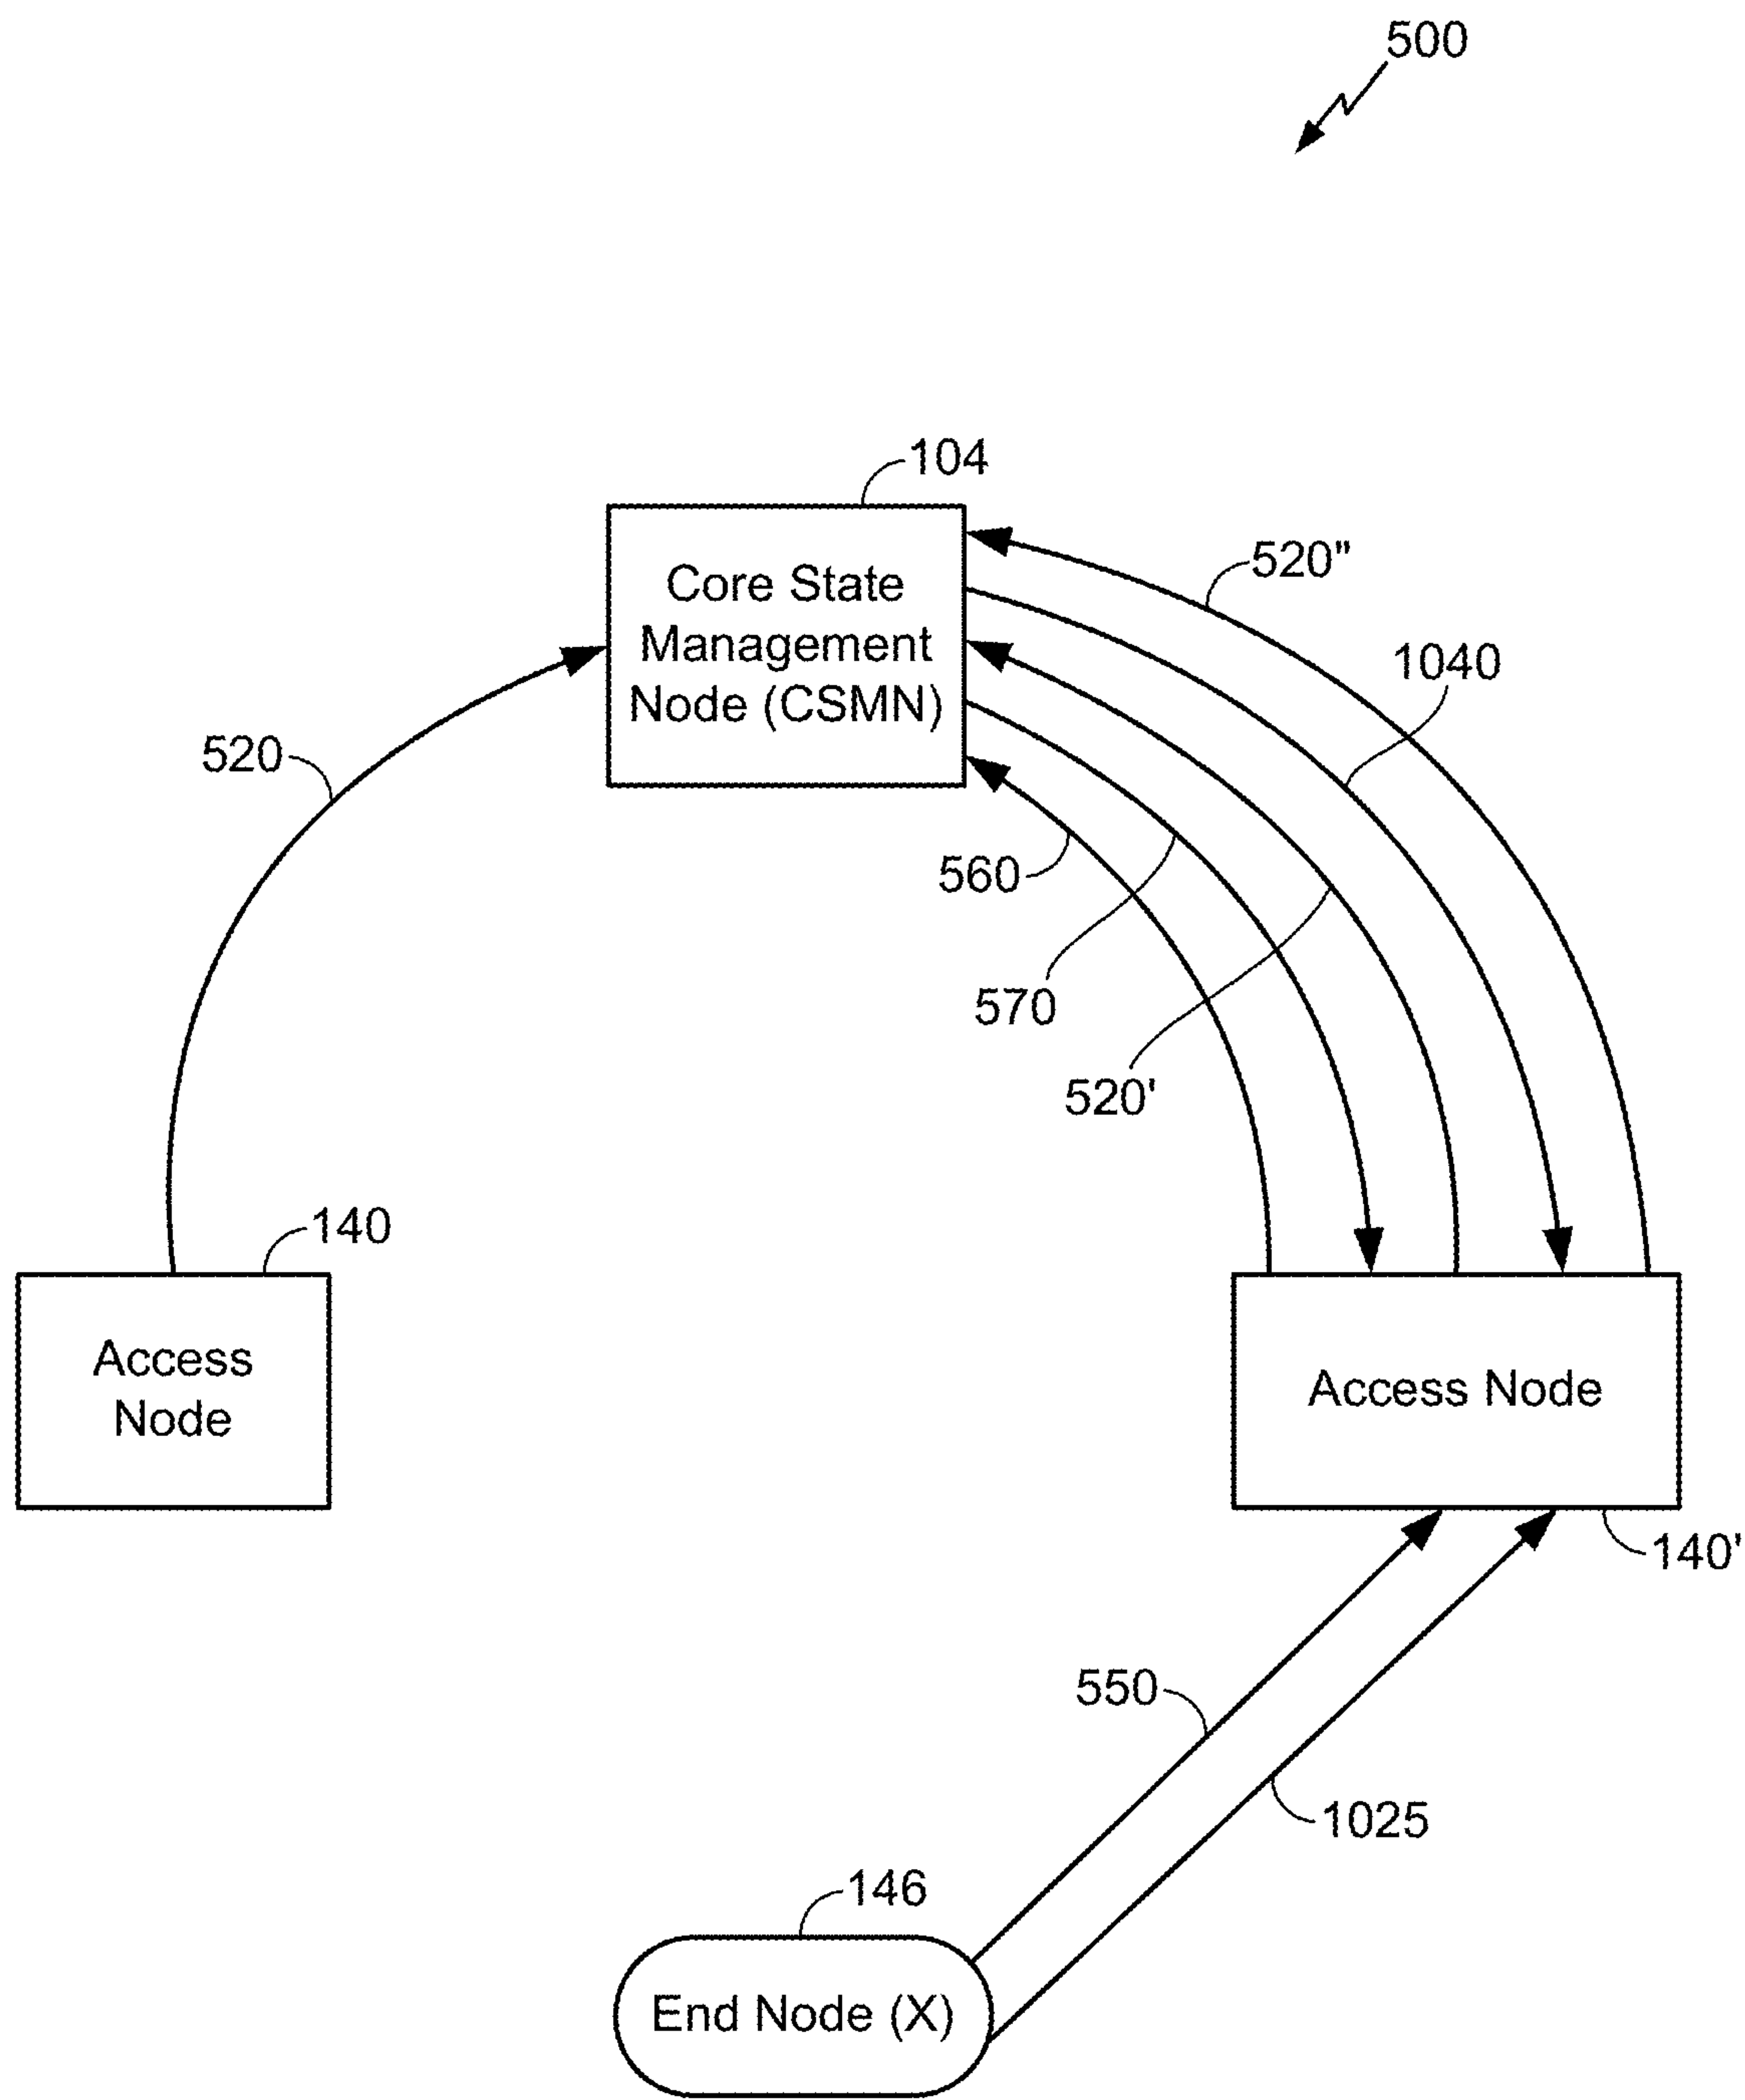 500
104
Core State
Management
Node (CSMN)
520"
1040
520
560
570
520'
140
Access
Node
Access Node
140'
550
1025
146
End Node (X)